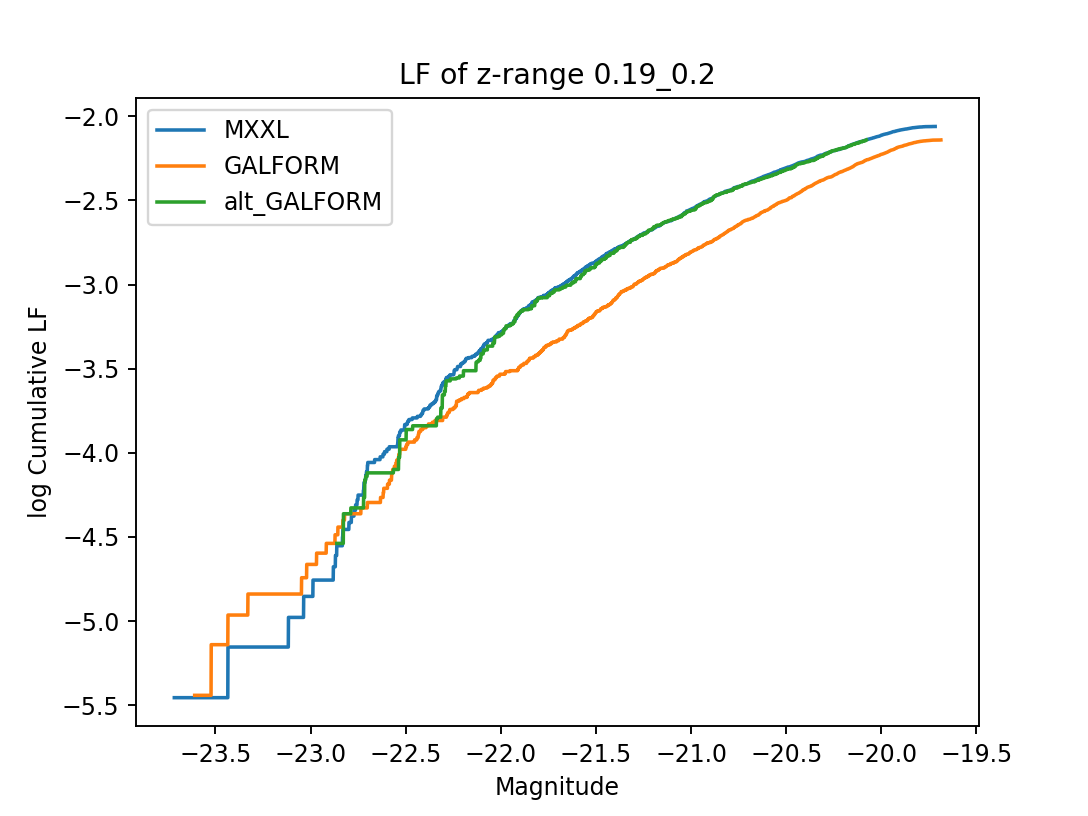 LF of z-range 0.19_0.2
MXXL
GALFORM
alt_GALFORM
log Cumulative LF
−2.0
−2.5
−3.0
−3.5
−4.0
−4.5
−5.0
−5.5
−23.5 −23.0 −22.5 −22.0 −21.5 −21.0 −20.5 −20.0 −19.5
Magnitude